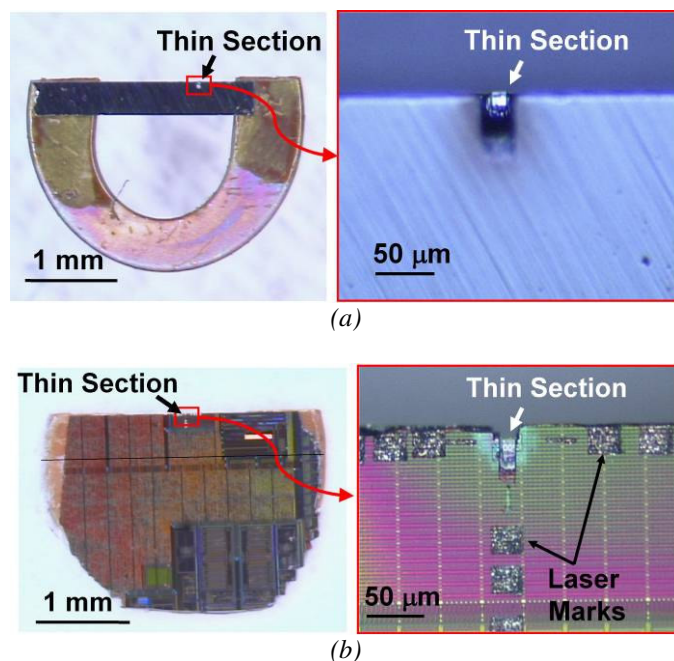 Thin Section
Thin Section
1 mm
50 μm
(a)
Thin Section
Thin Section
Laser
Marks
1 mm
50 μm
(b)